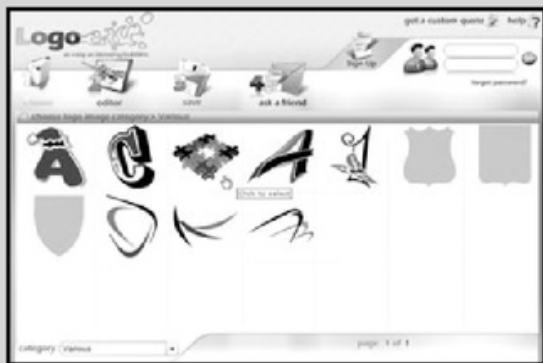 get a custom quote help ?
Logo
Sign Up
forgot password?
editor save ask a friend
choose logo image category > Various
A C A
Click to select
category Various page 1 of 1